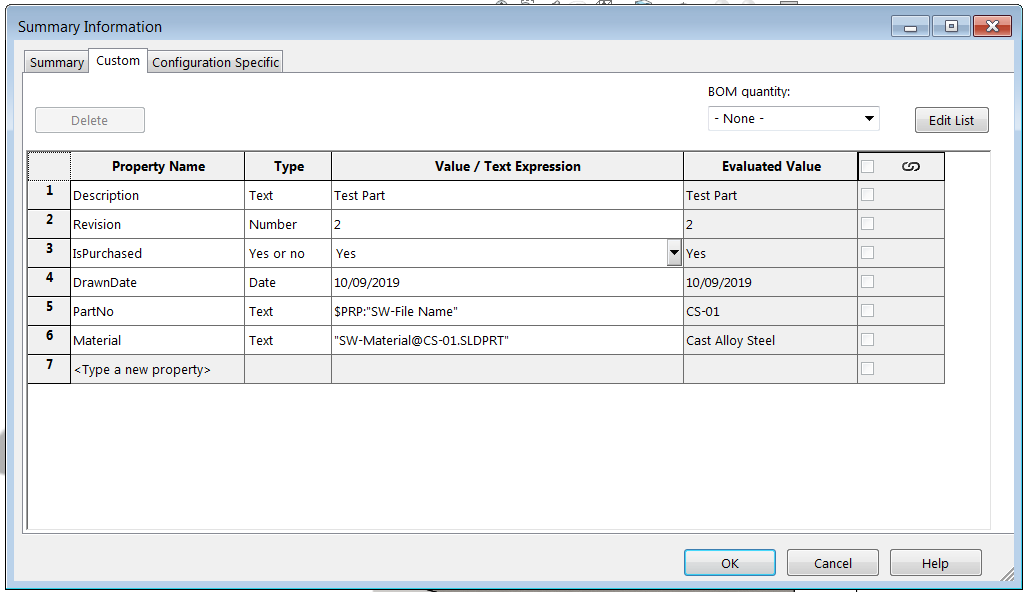 Summary Information
Summary Custom Configuration Specific
BOM quantity:
Delete - None - Edit List
Property Name Type Value / Text Expression Evaluated Value
1 Description Text Test Part Test Part
2 Revision Number 2 2
3 IsPurchased Yes or no Yes Yes
4 DrawnDate Date 10/09/2019 10/09/2019
5 PartNo Text $PRP:"SW-File Name" CS-01
6 Material Text "SW-Material@CS-01.SLDPRT" Cast Alloy Steel
7 <Type a new property>
OK Cancel Help